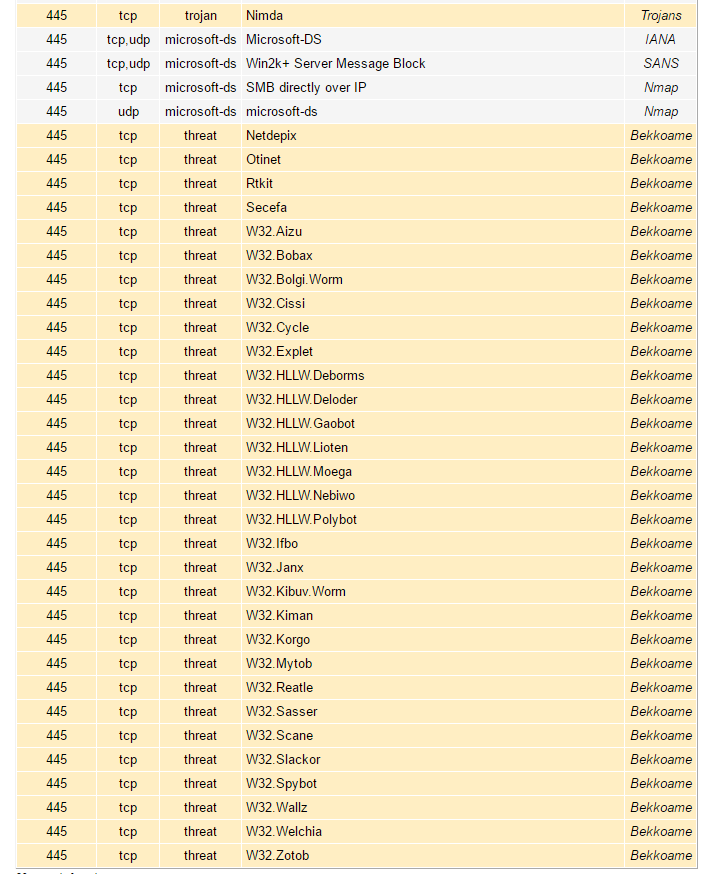 445 tcp trojan Nimda Trojans
445 tcp,udp microsoft-ds Microsoft-DS IANA
445 tcp,udp microsoft-ds Win2k+ Server Message Block SANS
445 tcp microsoft-ds SMB directly over IP Nmap
445 udp microsoft-ds microsoft-ds Nmap
445 tcp threat Netdepix Bekkoame
445 tcp threat Otinet Bekkoame
445 tcp threat Rtkit Bekkoame
445 tcp threat Secefa Bekkoame
445 tcp threat W32.Aizu Bekkoame
445 tcp threat W32.Bobax Bekkoame
445 tcp threat W32.Bolgi.Worm Bekkoame
445 tcp threat W32.Cissi Bekkoame
445 tcp threat W32.Cycle Bekkoame
445 tcp threat W32.Explet Bekkoame
445 tcp threat W32.HLLW.Deborms Bekkoame
445 tcp threat W32.HLLW.Deloder Bekkoame
445 tcp threat W32.HLLW.Gaobot Bekkoame
445 tcp threat W32.HLLW.Lioten Bekkoame
445 tcp threat W32.HLLW.Moega Bekkoame
445 tcp threat W32.HLLW.Nebiwo Bekkoame
445 tcp threat W32.HLLW.Polybot Bekkoame
445 tcp threat W32.Ifbo Bekkoame
445 tcp threat W32.Janx Bekkoame
445 tcp threat W32.Kibuv.Worm Bekkoame
445 tcp threat W32.Kiman Bekkoame
445 tcp threat W32.Korgo Bekkoame
445 tcp threat W32.Mytob Bekkoame
445 tcp threat W32.Reatle Bekkoame
445 tcp threat W32.Sasser Bekkoame
445 tcp threat W32.Scane Bekkoame
445 tcp threat W32.Slackor Bekkoame
445 tcp threat W32.Spybot Bekkoame
445 tcp threat W32.Wallz Bekkoame
445 tcp threat W32.Welchia Bekkoame
445 tcp threat W32.Zotob Bekkoame